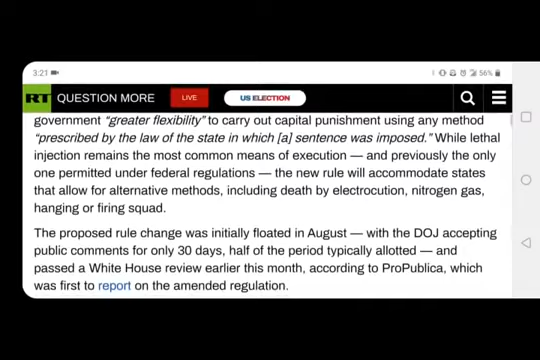 3:21
56%
RT QUESTION MORE LIVE US ELECTION
government "greater flexibility" to carry out capital punishment using any method
"prescribed by the law of the state in which [a] sentence was imposed." While lethal
injection remains the most common means of execution — and previously the only
one permitted under federal regulations — the new rule will accommodate states
that allow for alternative methods, including death by electrocution, nitrogen gas,
hanging or firing squad.
The proposed rule change was initially floated in August — with the DOJ accepting
public comments for only 30 days, half of the period typically allotted — and
passed a White House review earlier this month, according to ProPublica, which
was first to report on the amended regulation.